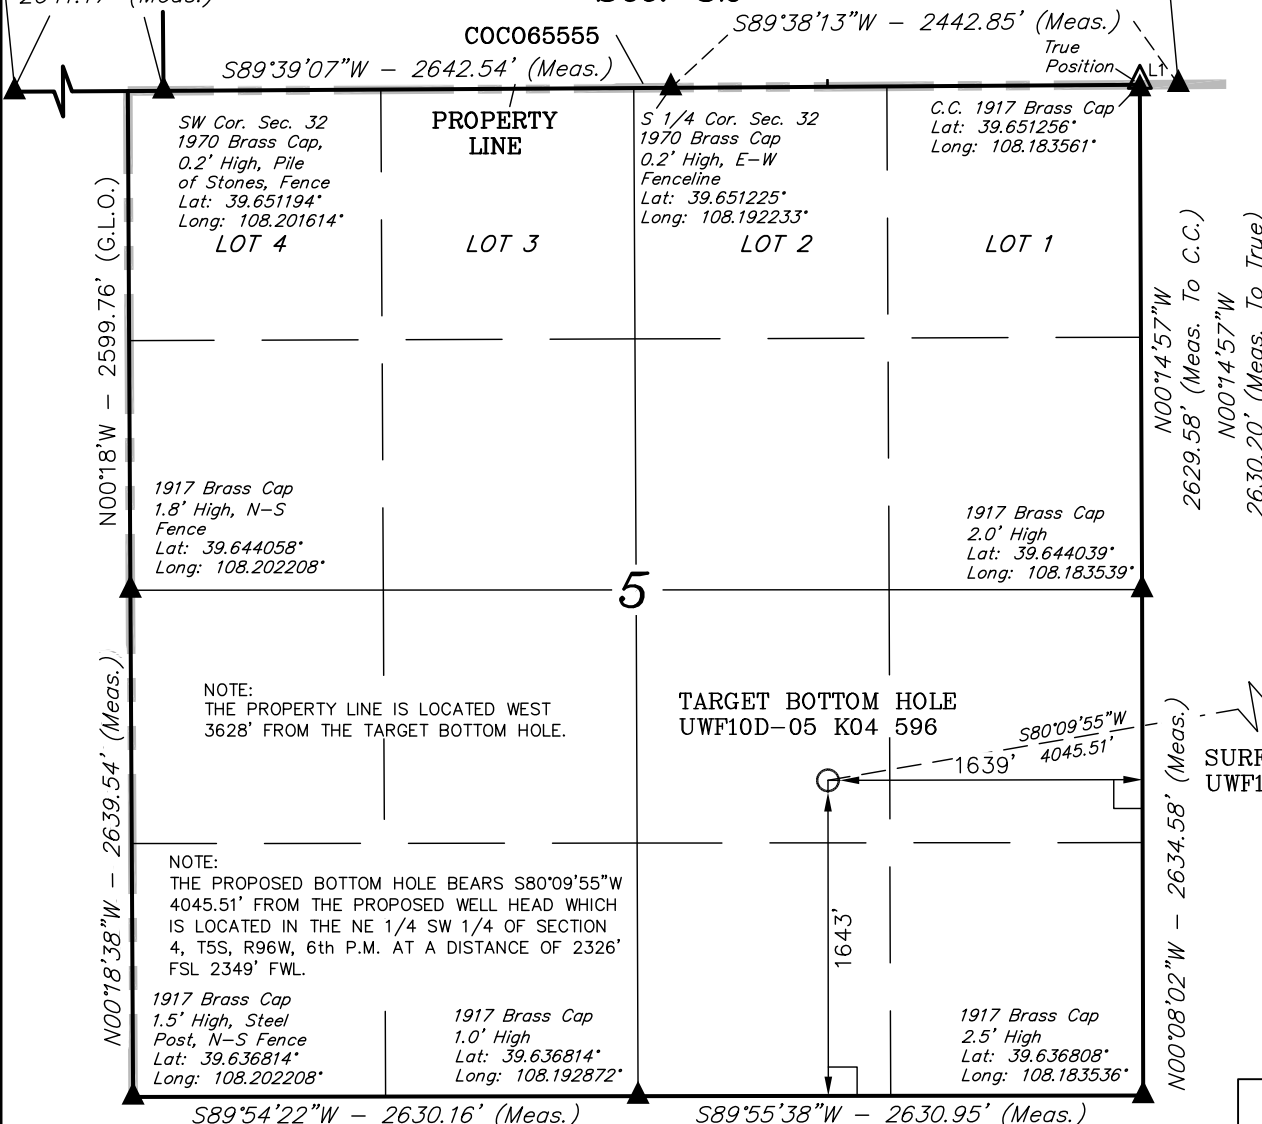 S89°38'13"W – 2442.85' (Meas.)
COC065555
S89°39'07"W – 2642.54' (Meas.)
True
Position
L1
PROPERTY
LINE
SW Cor. Sec. 32
1970 Brass Cap,
0.2' High, Pile
of Stones, Fence
Lat: 39.651194°
Long: 108.201614°
S 1/4 Cor. Sec. 32
1970 Brass Cap
0.2' High, E–W
Fenceline
Lat: 39.651225°
Long: 108.192233°
C.C. 1917 Brass Cap
Lat: 39.651256°
Long: 108.183561°
LOT 4
LOT 3
LOT 2
LOT 1
N00°18'W – 2599.76' (G.L.O.)
N00°14'57"W
2629.58' (Meas. To C.C.)
N00°14'57"W
2630.20' (Meas. To True)
1917 Brass Cap
1.8' High, N–S
Fence
Lat: 39.644058°
Long: 108.202208°
1917 Brass Cap
2.0' High
Lat: 39.644039°
Long: 108.183539°
5
NOTE:
THE PROPERTY LINE IS LOCATED WEST
3628' FROM THE TARGET BOTTOM HOLE.
TARGET BOTTOM HOLE
UWF10D–05 K04 596
S80°09'55"W
4045.51'
1639'
SURF
UWF1
N00°18'38"W – 2639.54' (Meas.)
N00°08'02"W – 2634.58' (Meas.)
1643'
NOTE:
THE PROPOSED BOTTOM HOLE BEARS S80°09'55"W
4045.51' FROM THE PROPOSED WELL HEAD WHICH
IS LOCATED IN THE NE 1/4 SW 1/4 OF SECTION
4, T5S, R96W, 6th P.M. AT A DISTANCE OF 2326'
FSL 2349' FWL.
1917 Brass Cap
1.5' High, Steel
Post, N–S Fence
Lat: 39.636814°
Long: 108.202208°
1917 Brass Cap
1.0' High
Lat: 39.636814°
Long: 108.192872°
1917 Brass Cap
2.5' High
Lat: 39.636808°
Long: 108.183536°
S89°54'22"W – 2630.16' (Meas.)
S89°55'38"W – 2630.95' (Meas.)